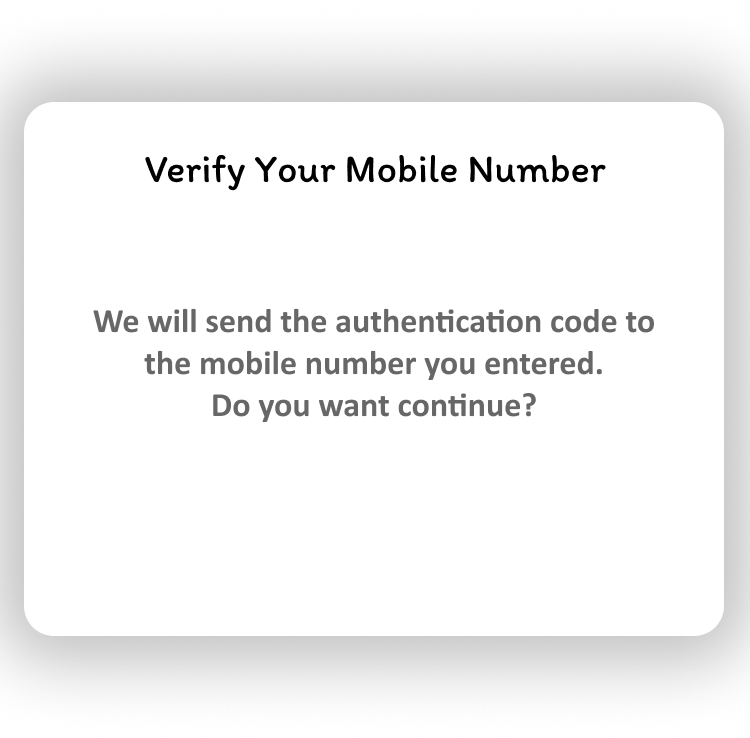 Verify Your Mobile Number
We will send the authentication code to
the mobile number you entered.
Do you want continue?